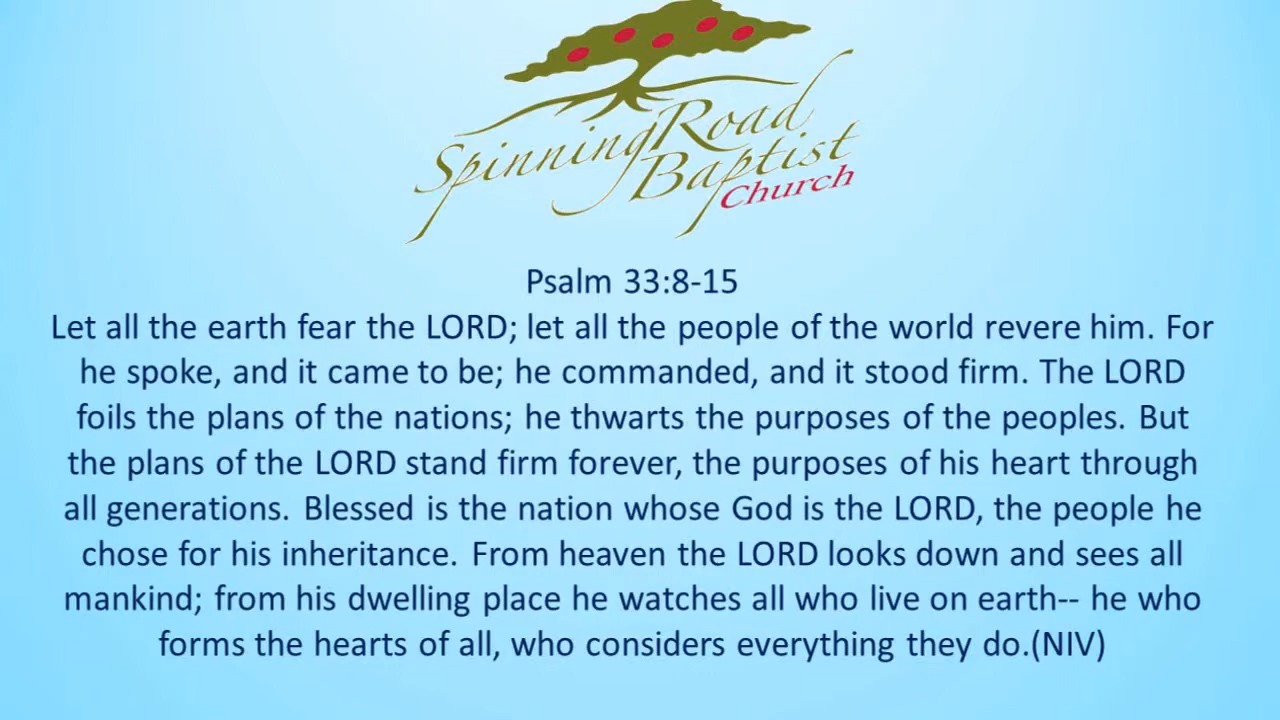 Spinning Road
Baptist
Church
Psalm 33:8-15
Let all the earth fear the LORD; let all the people of the world revere him. For
he spoke, and it came to be; he commanded, and it stood firm. The LORD
foils the plans of the nations; he thwarts the purposes of the peoples. But
the plans of the LORD stand firm forever, the purposes of his heart through
all generations. Blessed is the nation whose God is the LORD, the people he
chose for his inheritance. From heaven the LORD looks down and sees all
mankind; from his dwelling place he watches all who live on earth-- he who
forms the hearts of all, who considers everything they do.(NIV)